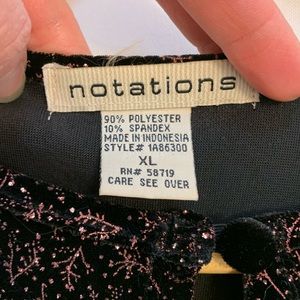 notations
90% POLYESTER
10% SPANDEX
MADE IN INDONESIA
STYLE# 1A86300
XL
RN# 58719
CARE SEE OVER